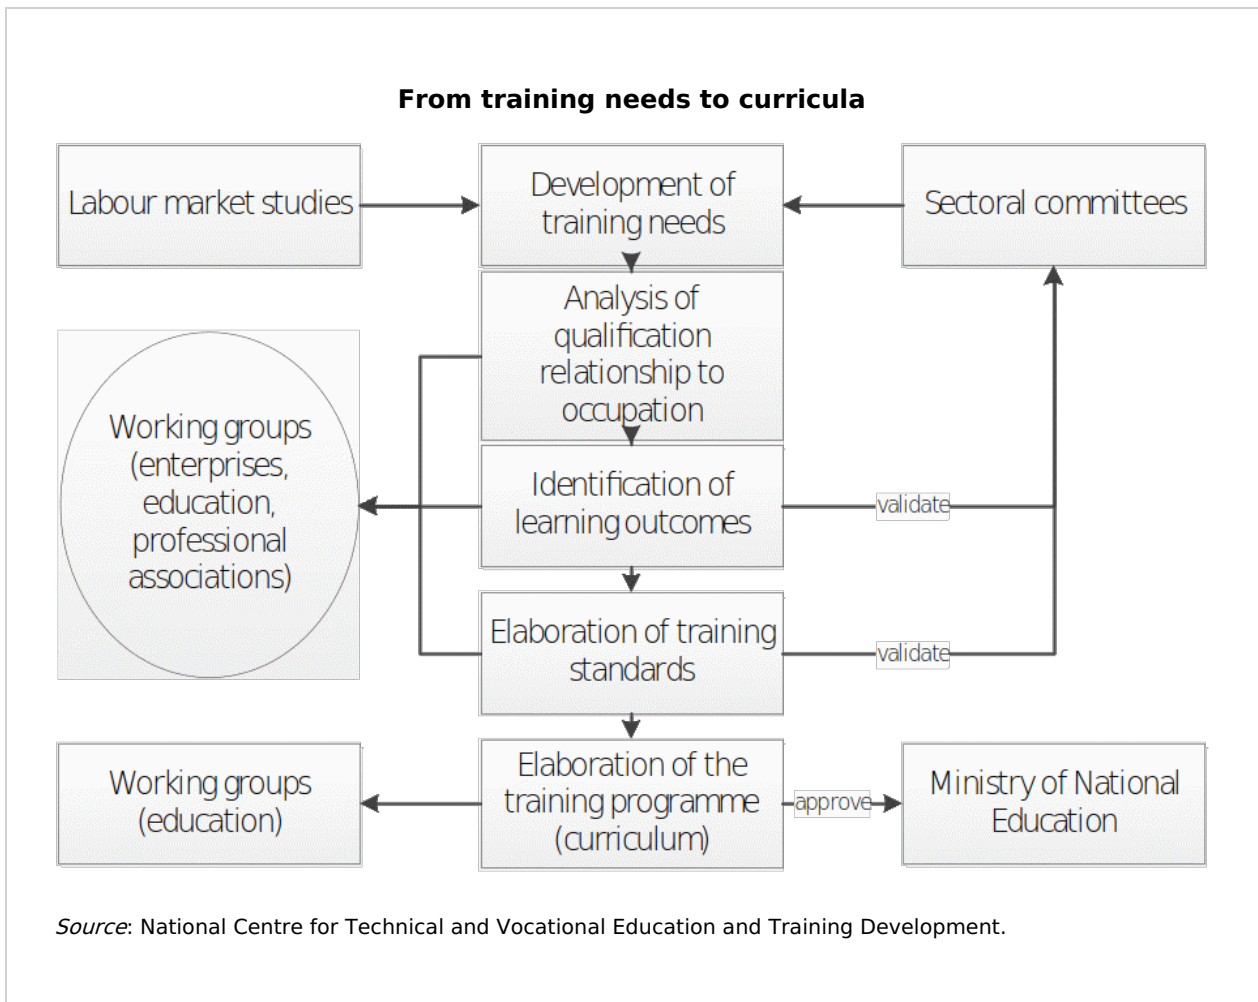 From training needs to curricula
Labour market studies
Development of
training needs
Sectoral committees
Analysis of
qualification
relationship to
occupation
Working groups
(enterprises,
education,
professional
associations)
Identification of
learning outcomes
validate
Elaboration of training
standards
validate
Working groups
(education)
Elaboration of the
training programme
(curriculum)
approve
Ministry of National
Education
Source: National Centre for Technical and Vocational Education and Training Development.